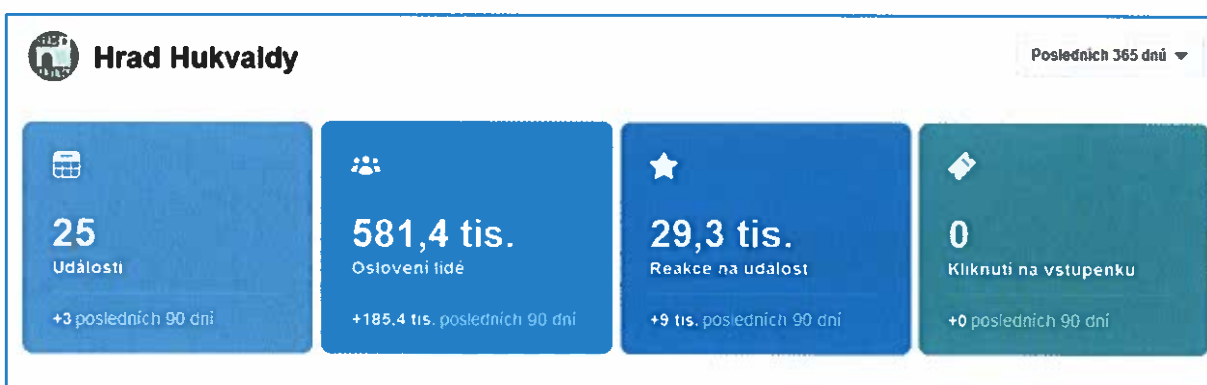 Hrad Hukvaldy
Posledních 365 dnů
25
Události
+3 posledních 90 dní
581,4 tis.
Oslovení lidé
+185.4 tis. posledních 90 dní
29,3 tis.
Reakce na událost
+9 tis. posledních 90 dní
0
Kliknutí na vstupenku
+0 posledních 90 dní